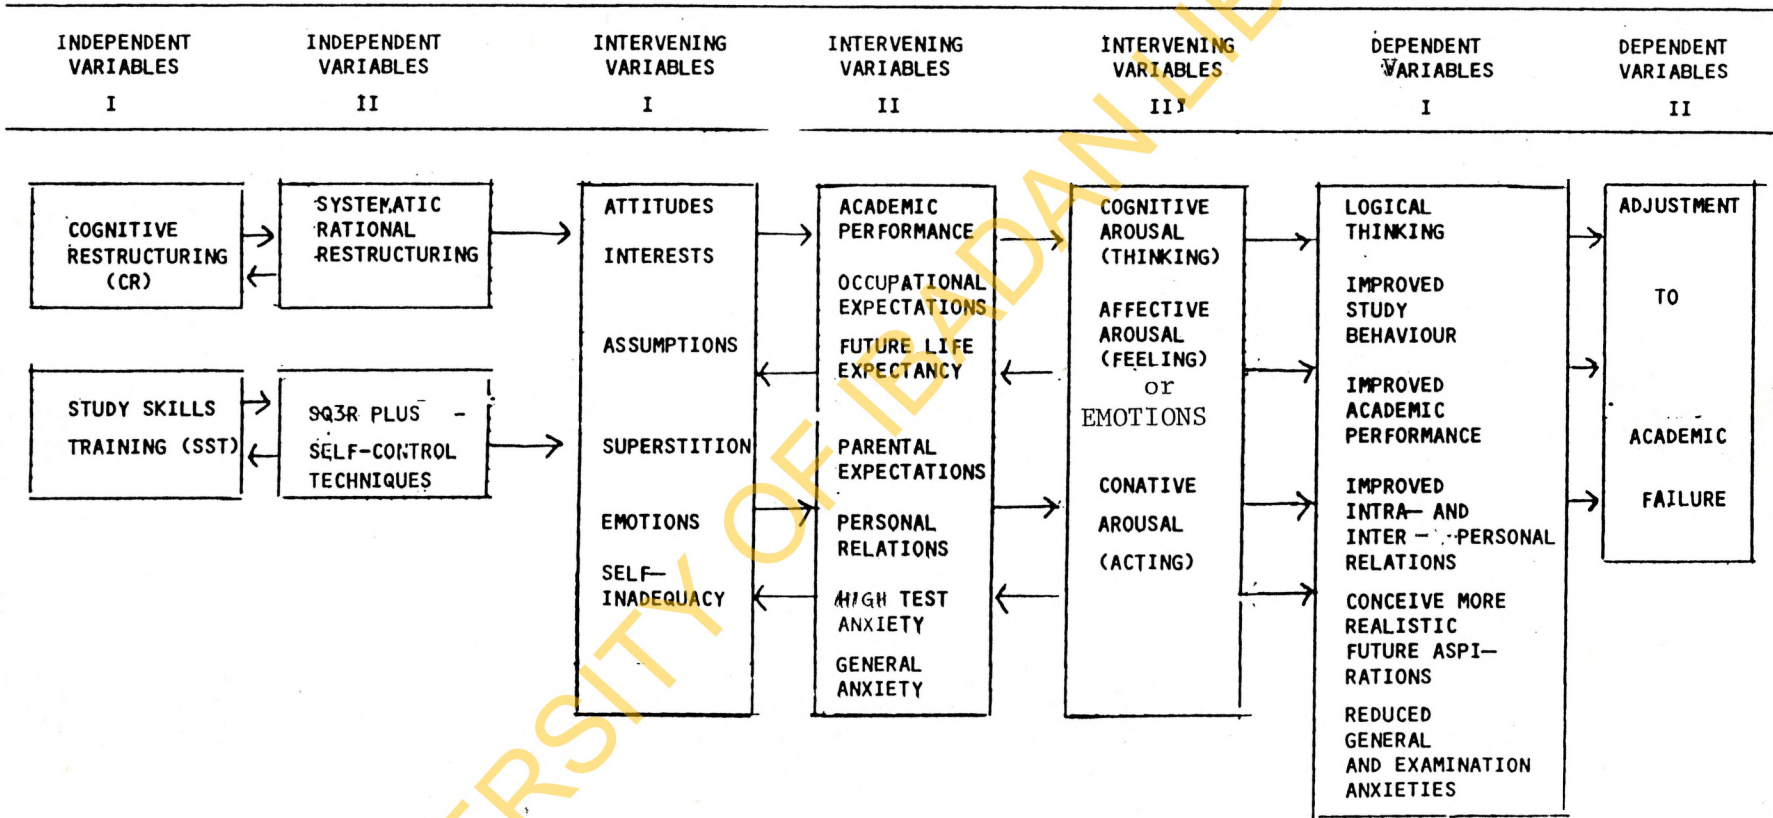 INDEPENDENT
VARIABLES
I
INDEPENDENT
VARIABLES
II
INTERVENING
VARIABLES
I
INTERVENING
VARIABLES
II
INTERVENING
VARIABLES
III
DEPENDENT
VARIABLES
I
DEPENDENT
VARIABLES
II
COGNITIVE
RESTRUCTURING
(CR)
SYSTEMATIC
RATIONAL
RESTRUCTURING
STUDY SKILLS
TRAINING (SST)
SQ3R PLUS -
SELF-CONTROL
TECHNIQUES
ATTITUDES
INTERESTS
ASSUMPTIONS
SUPERSTITION
EMOTIONS
SELF-
INADEQUACY
ACADEMIC
PERFORMANCE
OCCUPATIONAL
EXPECTATIONS
FUTURE LIFE
EXPECTANCY
PARENTAL
EXPECTATIONS
PERSONAL
RELATIONS
HIGH TEST
ANXIETY
GENERAL
ANXIETY
COGNITIVE
AROUSAL
(THINKING)
AFFECTIVE
AROUSAL
(FEELING)
or
EMOTIONS
CONATIVE
AROUSAL
(ACTING)
LOGICAL
THINKING
IMPROVED
STUDY
BEHAVIOUR
IMPROVED
ACADEMIC
PERFORMANCE
IMPROVED
INTRA- AND
INTER - PERSONAL
RELATIONS
CONCEIVE MORE
REALISTIC
FUTURE ASPI-
RATIONS
REDUCED
GENERAL
AND EXAMINATION
ANXIETIES
ADJUSTMENT
TO
ACADEMIC
FAILURE
ERSITY OF IBADAN LIB